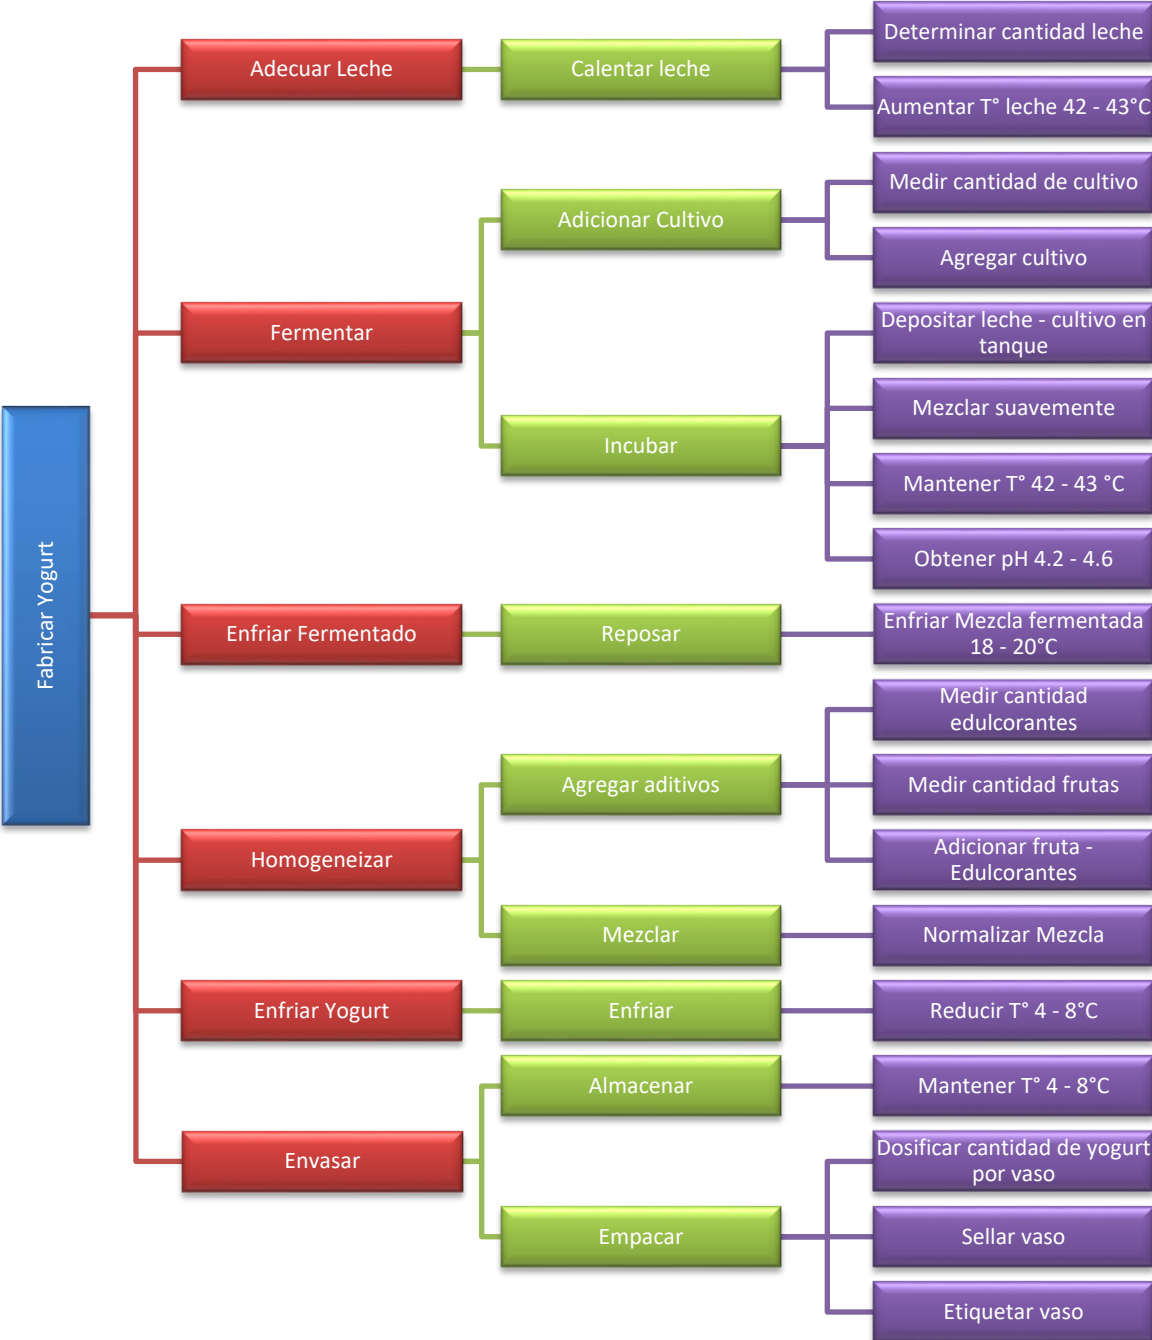 Fabricar Yogurt
Adecuar Leche
Calentar leche
Determinar cantidad leche
Aumentar T° leche 42 - 43°C
Fermentar
Adicionar Cultivo
Medir cantidad de cultivo
Agregar cultivo
Incubar
Depositar leche - cultivo en
tanque
Mezclar suavemente
Mantener T° 42 - 43 °C
Obtener pH 4.2 - 4.6
Enfriar Fermentado
Reposar
Enfriar Mezcla fermentada
18 - 20°C
Homogeneizar
Agregar aditivos
Medir cantidad
edulcorantes
Medir cantidad frutas
Adicionar fruta -
Edulcorantes
Mezclar
Normalizar Mezcla
Enfriar Yogurt
Enfriar
Reducir T° 4 - 8°C
Envasar
Almacenar
Mantener T° 4 - 8°C
Empacar
Dosificar cantidad de yogurt
por vaso
Sellar vaso
Etiquetar vaso